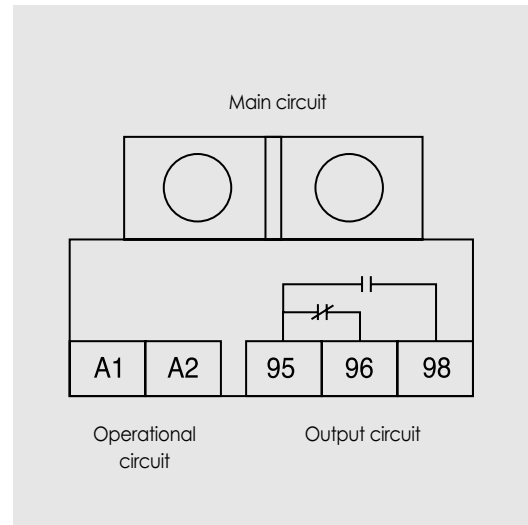 Main circuit
A1 A2 95 96 98
Operational Output circuit
circuit